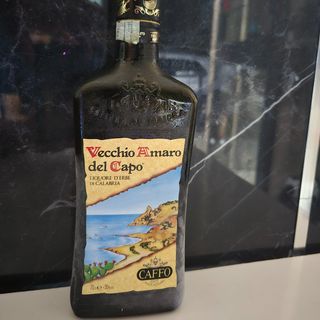 Vecchio Amaro
del Capo
LIQUORE D'ERBE
DI CALABRIA
CAFFO